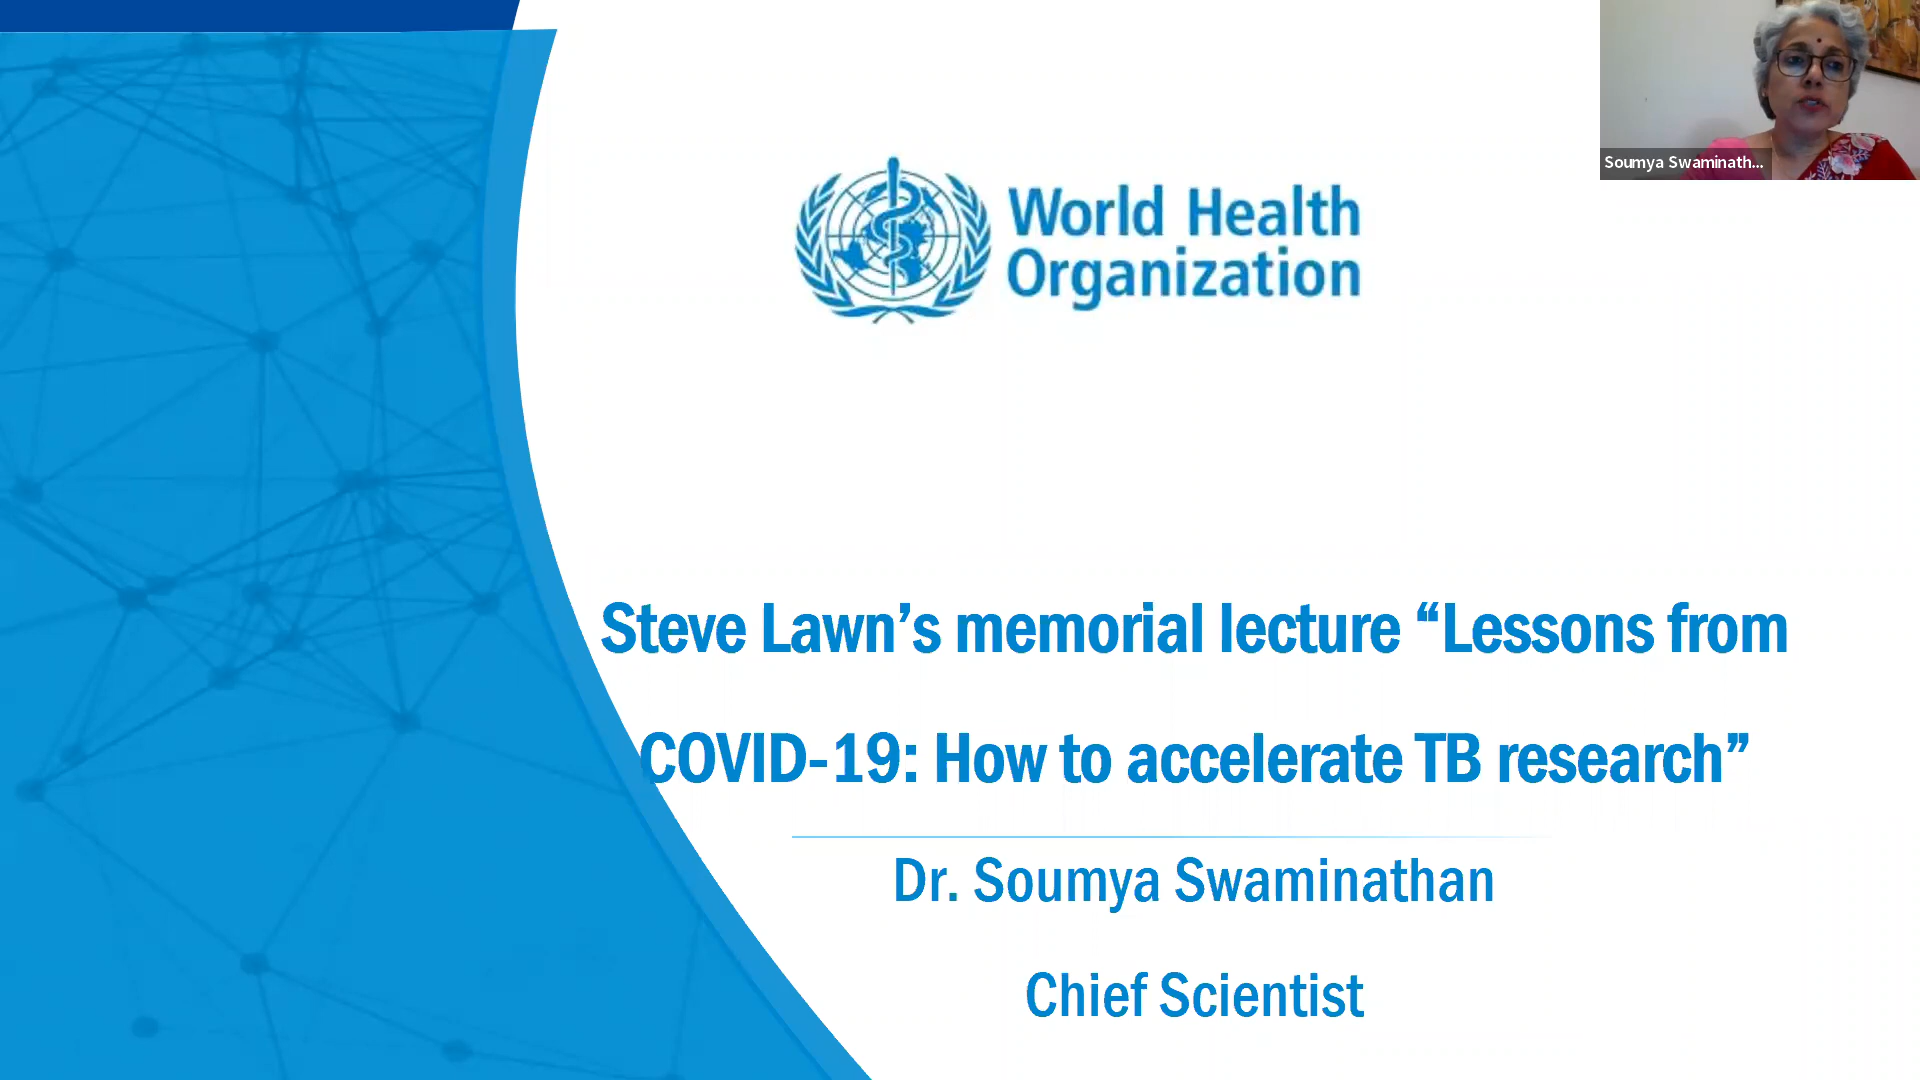 World Health
Organization
Soumya Swaminath...
Steve Lawn’s memorial lecture “Lessons from
COVID-19: How to accelerate TB research”
Dr. Soumya Swaminathan
Chief Scientist